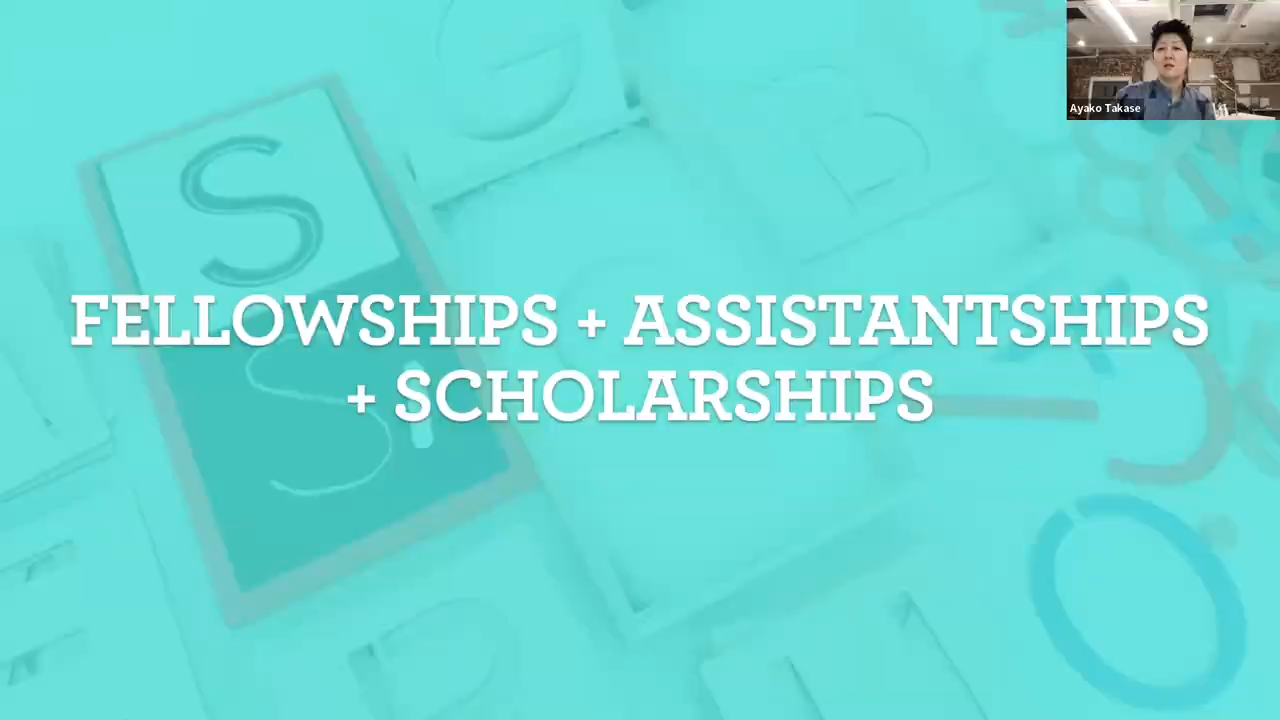 Ayako Takase
S
FELLOWSHIPS + ASSISTANTSHIPS
+ SCHOLARSHIPS